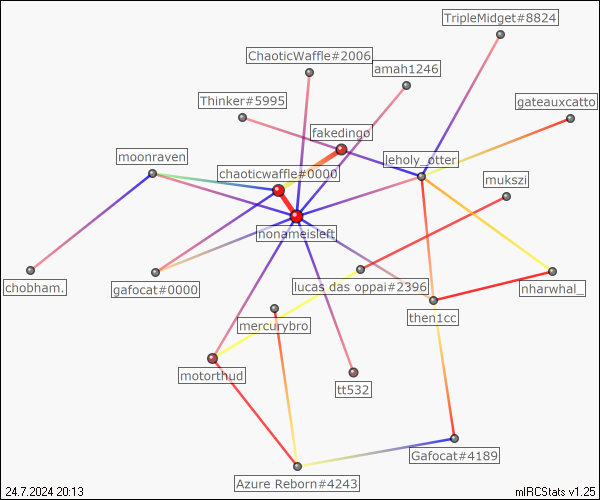 TripleMidget#8824
ChaoticWaffle#2006
amah1246
Thinker#5995
gateauxcatto
fakedingo
moonraven
leholy_otter
chaoticwaffle#0000
mukszi
nonameisleft
chobham.
gafocat#0000
lucas das oppai#2396
nharwhal_
then1cc
mercurybro
motorthud
tt532
Gafocat#4189
Azure Reborn#4243
24.7.2024 20:13
mIRCStats v1.25